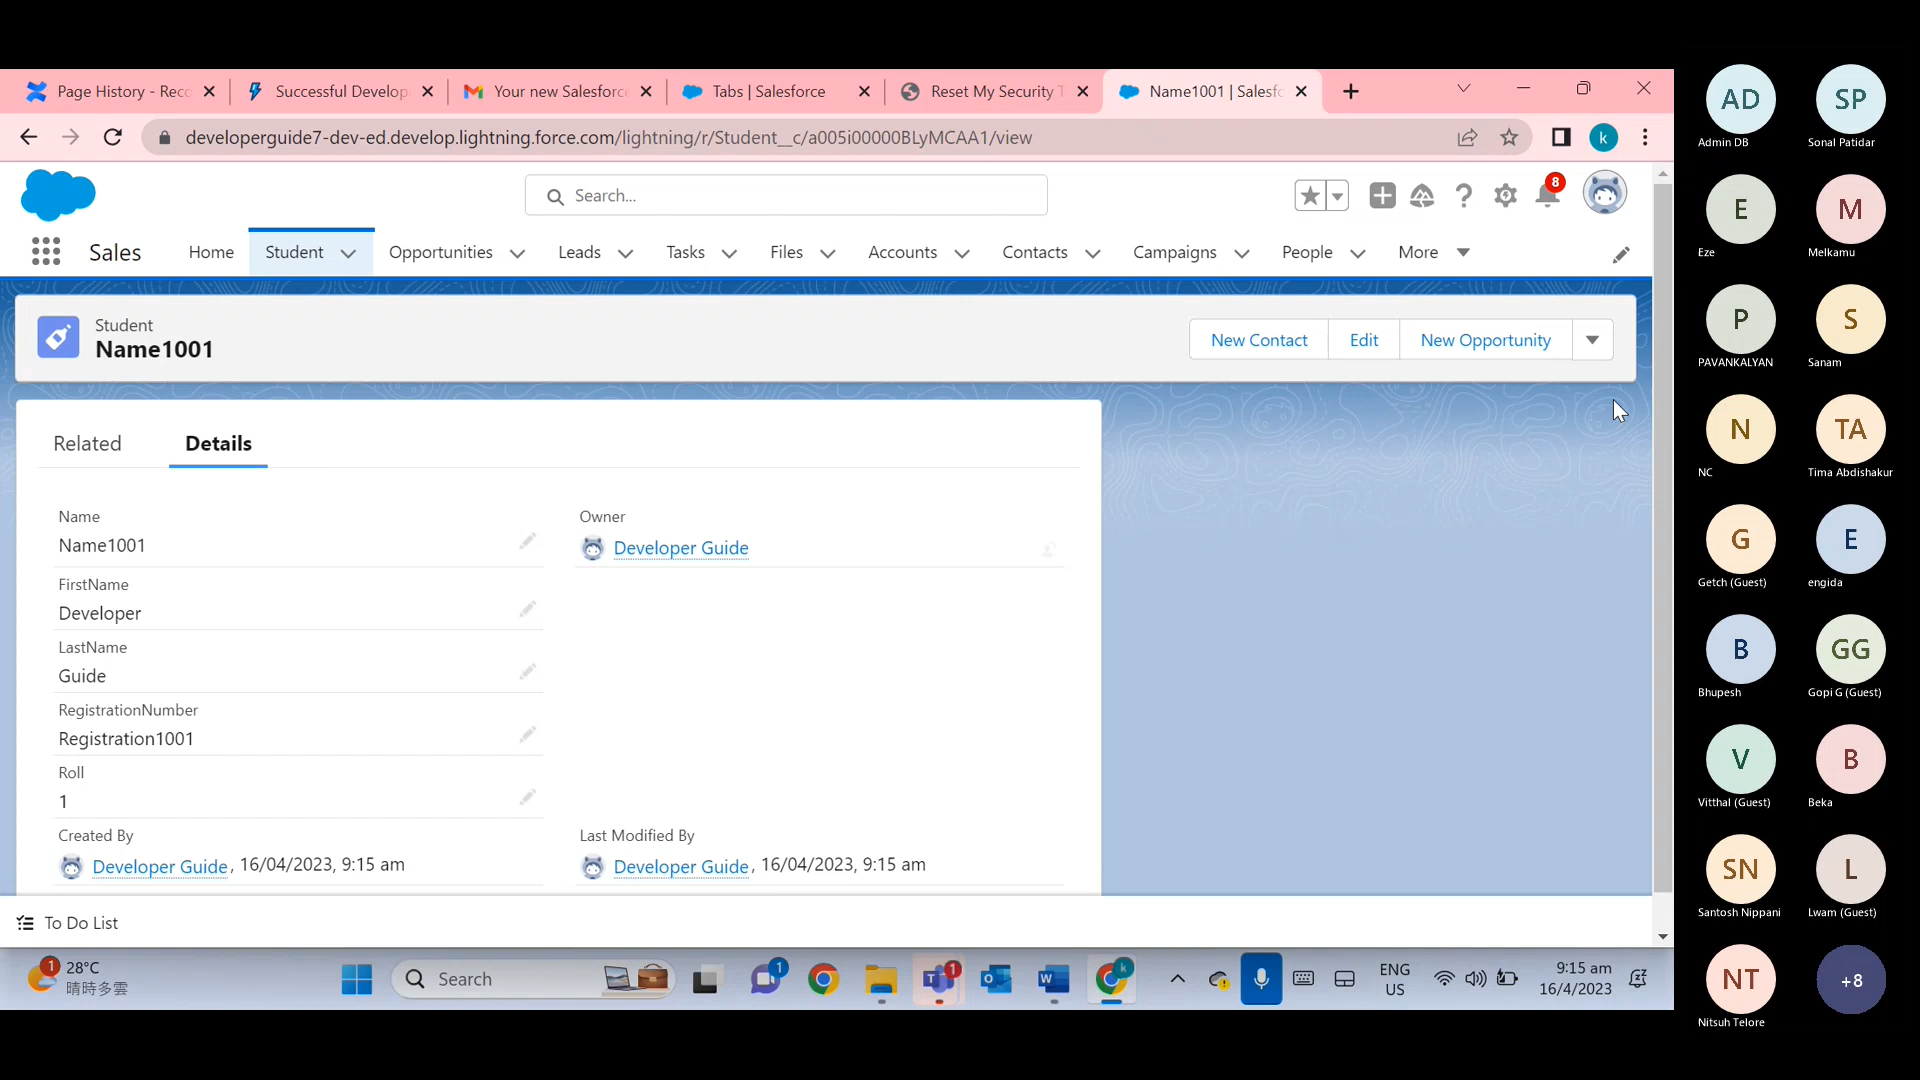 Page History - Reco
Successful Develop
Your new Salesforce
Tabs | Salesforce
Reset My Security T
Name1001 | Salesfo
developerguide7-dev-ed.develop.lightning.force.com/lightning/r/Student__c/a005i00000BLyMCAA1/view
k
Search...
8
Sales
Home
Student
Opportunities
Leads
Tasks
Files
Accounts
Contacts
Campaigns
People
More
Student
Name1001
New Contact
Edit
New Opportunity
Related
Details
Name
Name1001
Owner
Developer Guide
FirstName
Developer
LastName
Guide
RegistrationNumber
Registration1001
Roll
1
Created By
Developer Guide, 16/04/2023, 9:15 am
Last Modified By
Developer Guide, 16/04/2023, 9:15 am
To Do List
1
28°C
晴時多雲
Search
1
1
k
ENG
US
9:15 am
16/4/2023
AD
Admin DB
SP
Sonal Patidar
E
Eze
M
Melkamu
P
PAVANKALYAN
S
Sanam
N
NC
TA
Tima Abdishakur
G
Getch (Guest)
E
engida
B
Bhupesh
GG
Gopi G (Guest)
V
Vitthal (Guest)
B
Beka
SN
Santosh Nippani
L
Lwam (Guest)
NT
Nitsuh Telore
+8